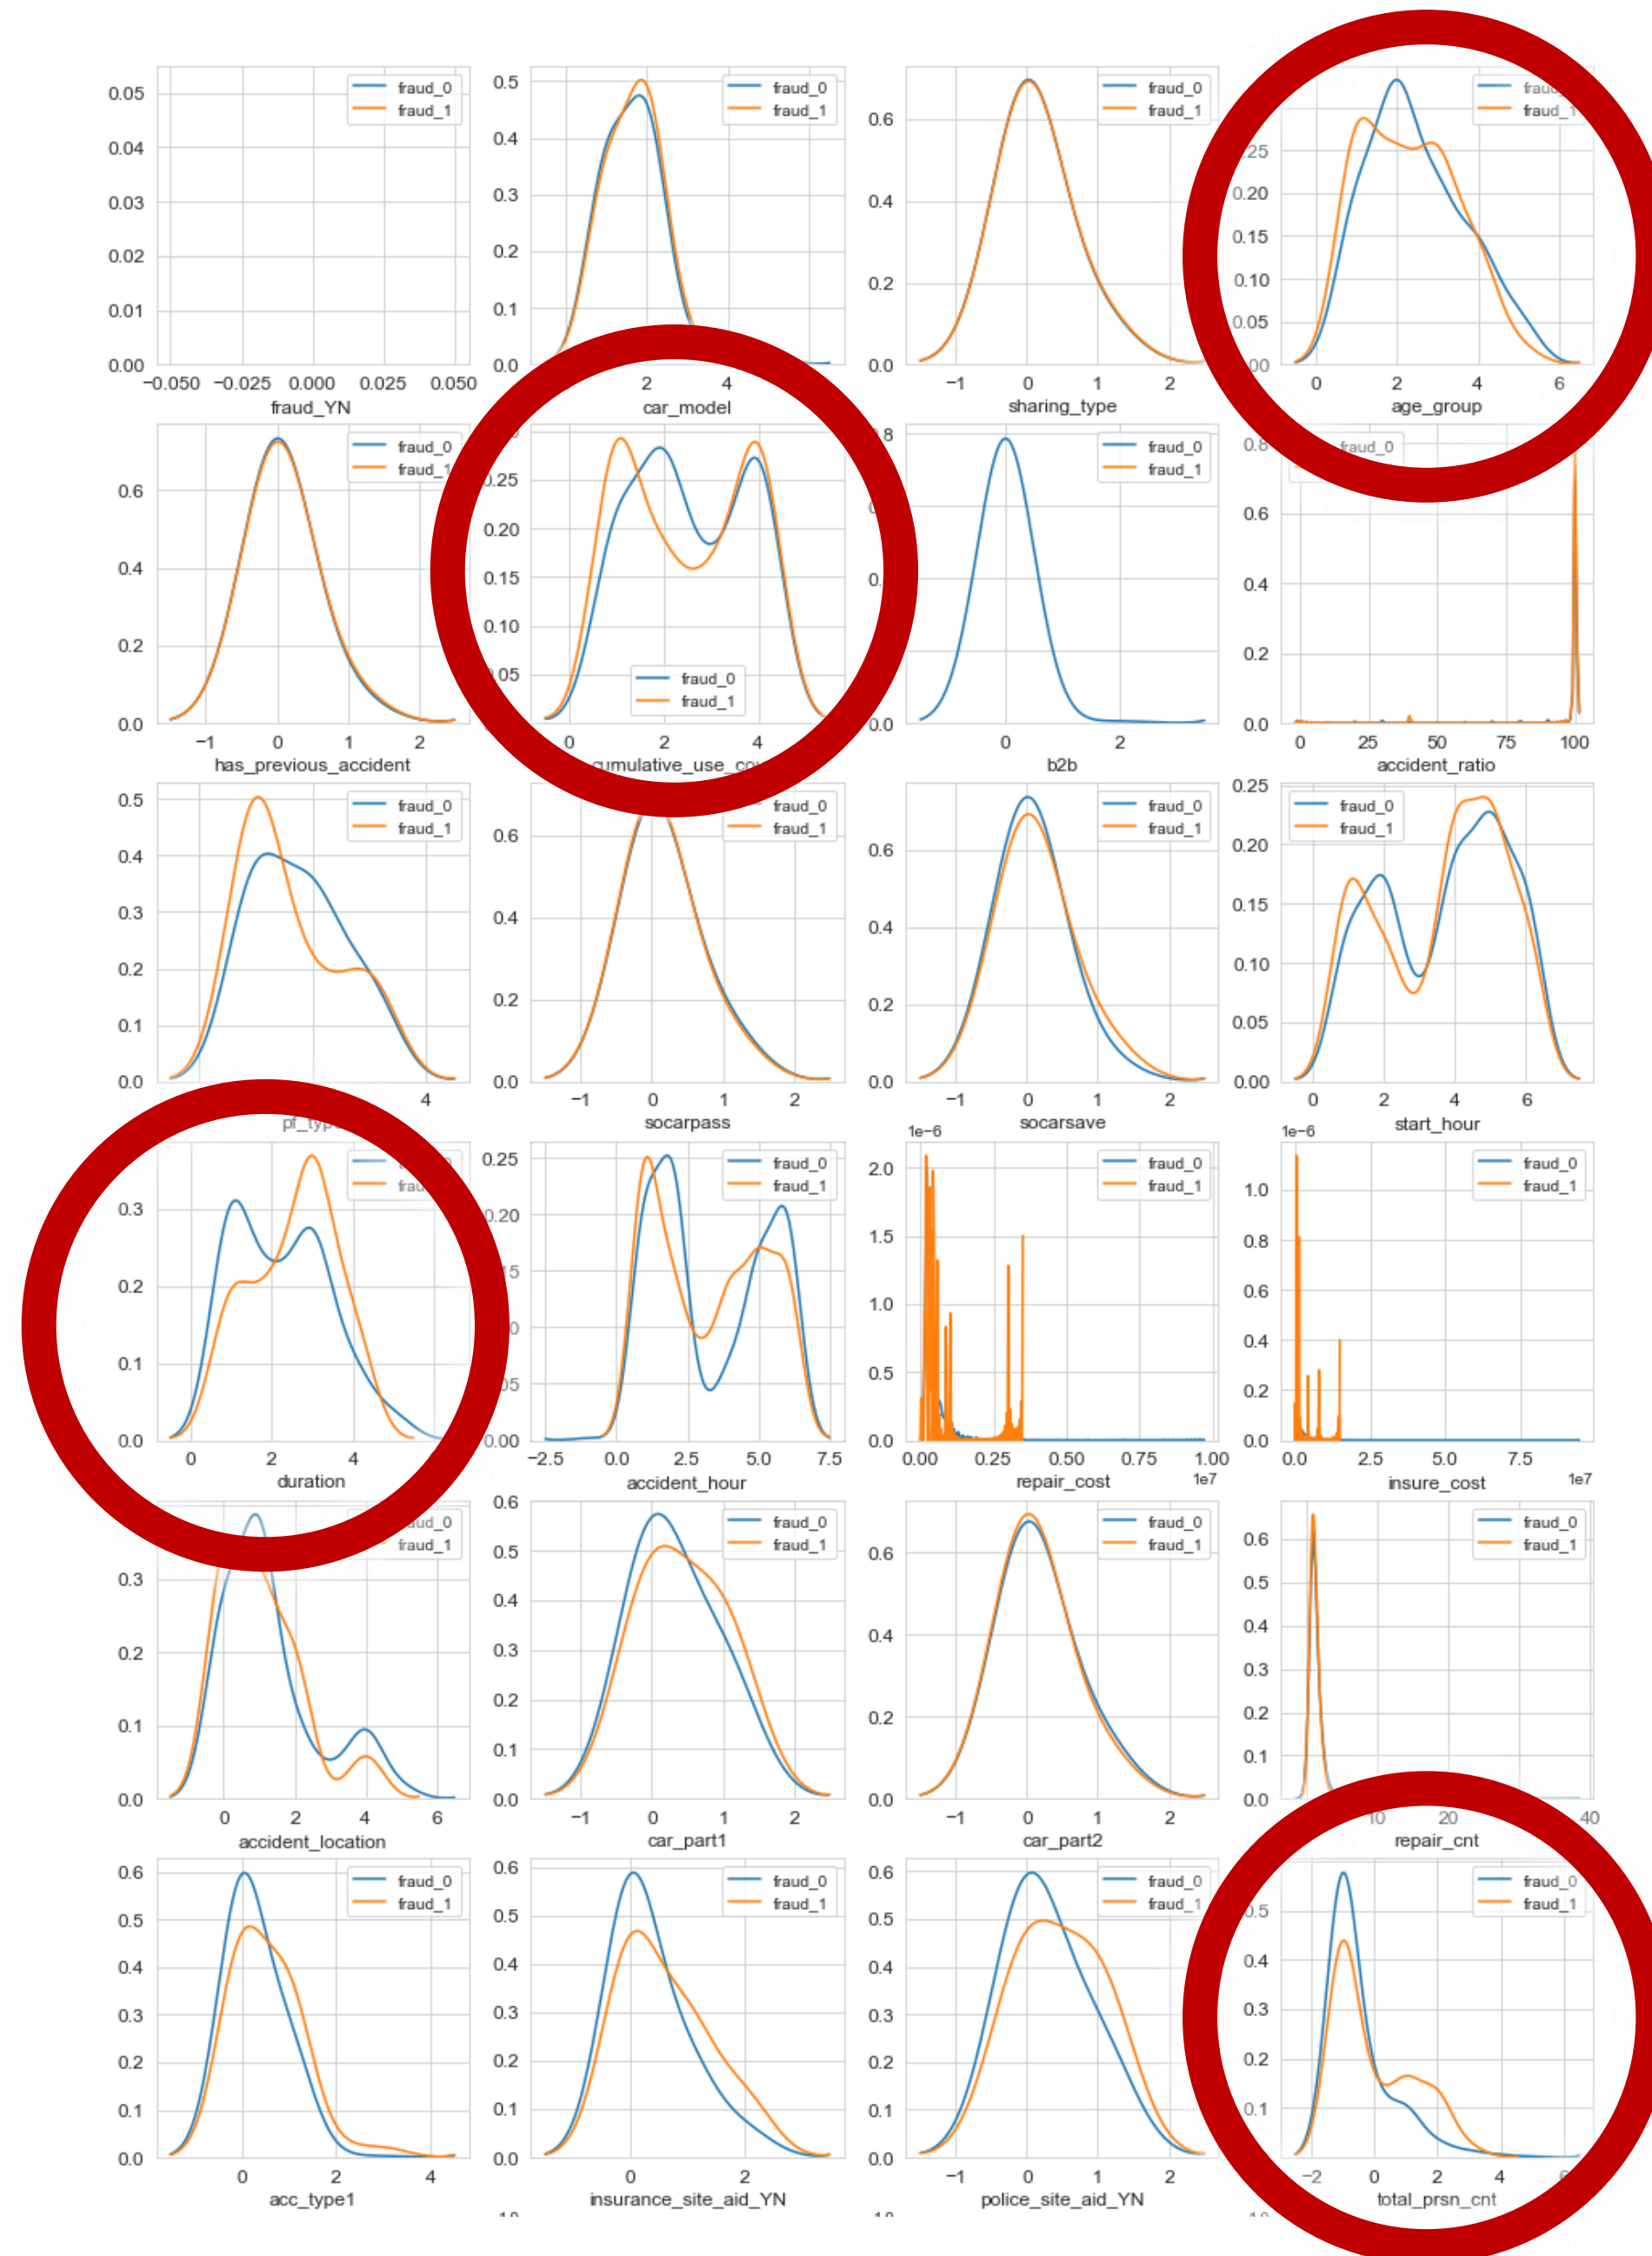 fraud_0
fraud_1
0.05
0.04
0.03
0.02
0.01
0.00
−0.050 −0.025 0.000 0.025 0.050
fraud_YN
fraud_0
fraud_1
0.5
0.4
0.3
0.2
0.1
0.0
2 4
car_model
fraud_0
fraud_1
0.6
0.4
0.2
0.0
−1 0 1 2
sharing_type
fraud_1
0.20
0.15
0.10
0.05
0 2 4 6
age_group
fraud_0
fraud_1
0.6
0.4
0.2
0.0
−1 0 1 2
has_previous_accident
0.25
0.20
0.15
0.10
fraud_0
fraud_1
0 2 4
fraud_0
fraud_1
0.0
0 2
b2b
fraud_0
0.8
0.6
0.4
0.2
0.0
0 25 50 75 100
accident_ratio
fraud_0
fraud_1
0.5
0.4
0.3
0.2
0.1
0.0
4
fraud_0
fraud_1
0.6
0.4
0.2
0.0
−1 0 1 2
socarpass
fraud_0
fraud_1
0.6
0.4
0.2
0.0
−1 0 1 2
socarsave
fraud_0
fraud_1
0.25
0.20
0.15
0.10
0.05
0.00
0 2 4 6
start_hour
0.3
0.2
0.1
0.0
0 2 4
duration
fraud_0
fraud_1
0.25
0.20
0.00
−2.5 0.0 2.5 5.0 7.5
accident_hour
1e−6
fraud_0
fraud_1
2.0
1.5
1.0
0.5
0.0
0.00 0.25 0.50 0.75 1.00
repair_cost 1e7
1e−6
fraud_0
fraud_1
1.0
0.8
0.6
0.4
0.2
0.0
0.0 2.5 5.0 7.5
insure_cost 1e7
0.3
0.2
0.1
0.0
0 2 4 6
accident_location
fraud_0
fraud_1
0.6
0.5
0.4
0.3
0.2
0.1
0.0
−1 0 1 2
car_part1
fraud_0
fraud_1
0.6
0.4
0.2
0.0
−1 0 1 2
car_part2
fraud_0
fraud_1
0.6
0.5
0.4
0.3
0.2
0.1
0.0
10 20 40
repair_cnt
fraud_0
fraud_1
0.6
0.5
0.4
0.3
0.2
0.1
0.0
0 2 4
acc_type1
fraud_0
fraud_1
0.6
0.5
0.4
0.3
0.2
0.1
0.0
0 2
insurance_site_aid_YN
fraud_0
fraud_1
0.6
0.5
0.4
0.3
0.2
0.1
0.0
−1 0 1 2
police_site_aid_YN
fraud_0
fraud_1
0.5
0.4
0.3
0.2
0.1
−2 0 2 4 6
total_prsn_cnt